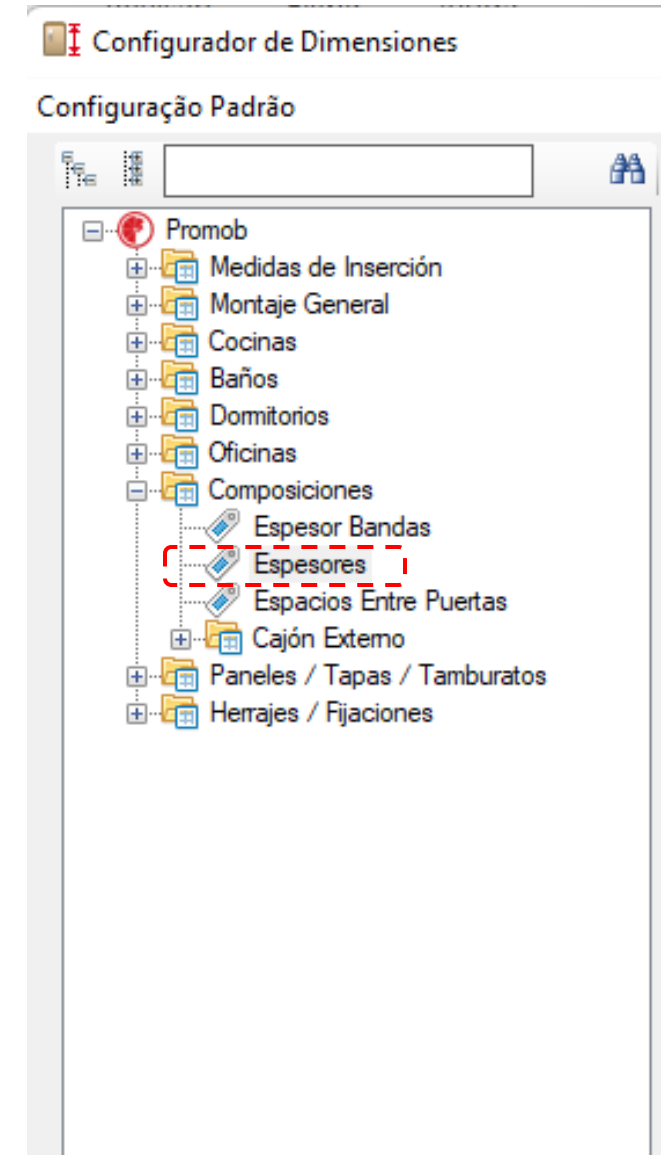 Configurador de Dimensiones
Configuração Padrão
Promob
Medidas de Inserción
Montaje General
Cocinas
Baños
Dormitorios
Oficinas
Composiciones
Espesor Bandas
Espesores
Espacios Entre Puertas
Cajón Externo
Paneles / Tapas / Tamburatos
Herrajes / Fijaciones